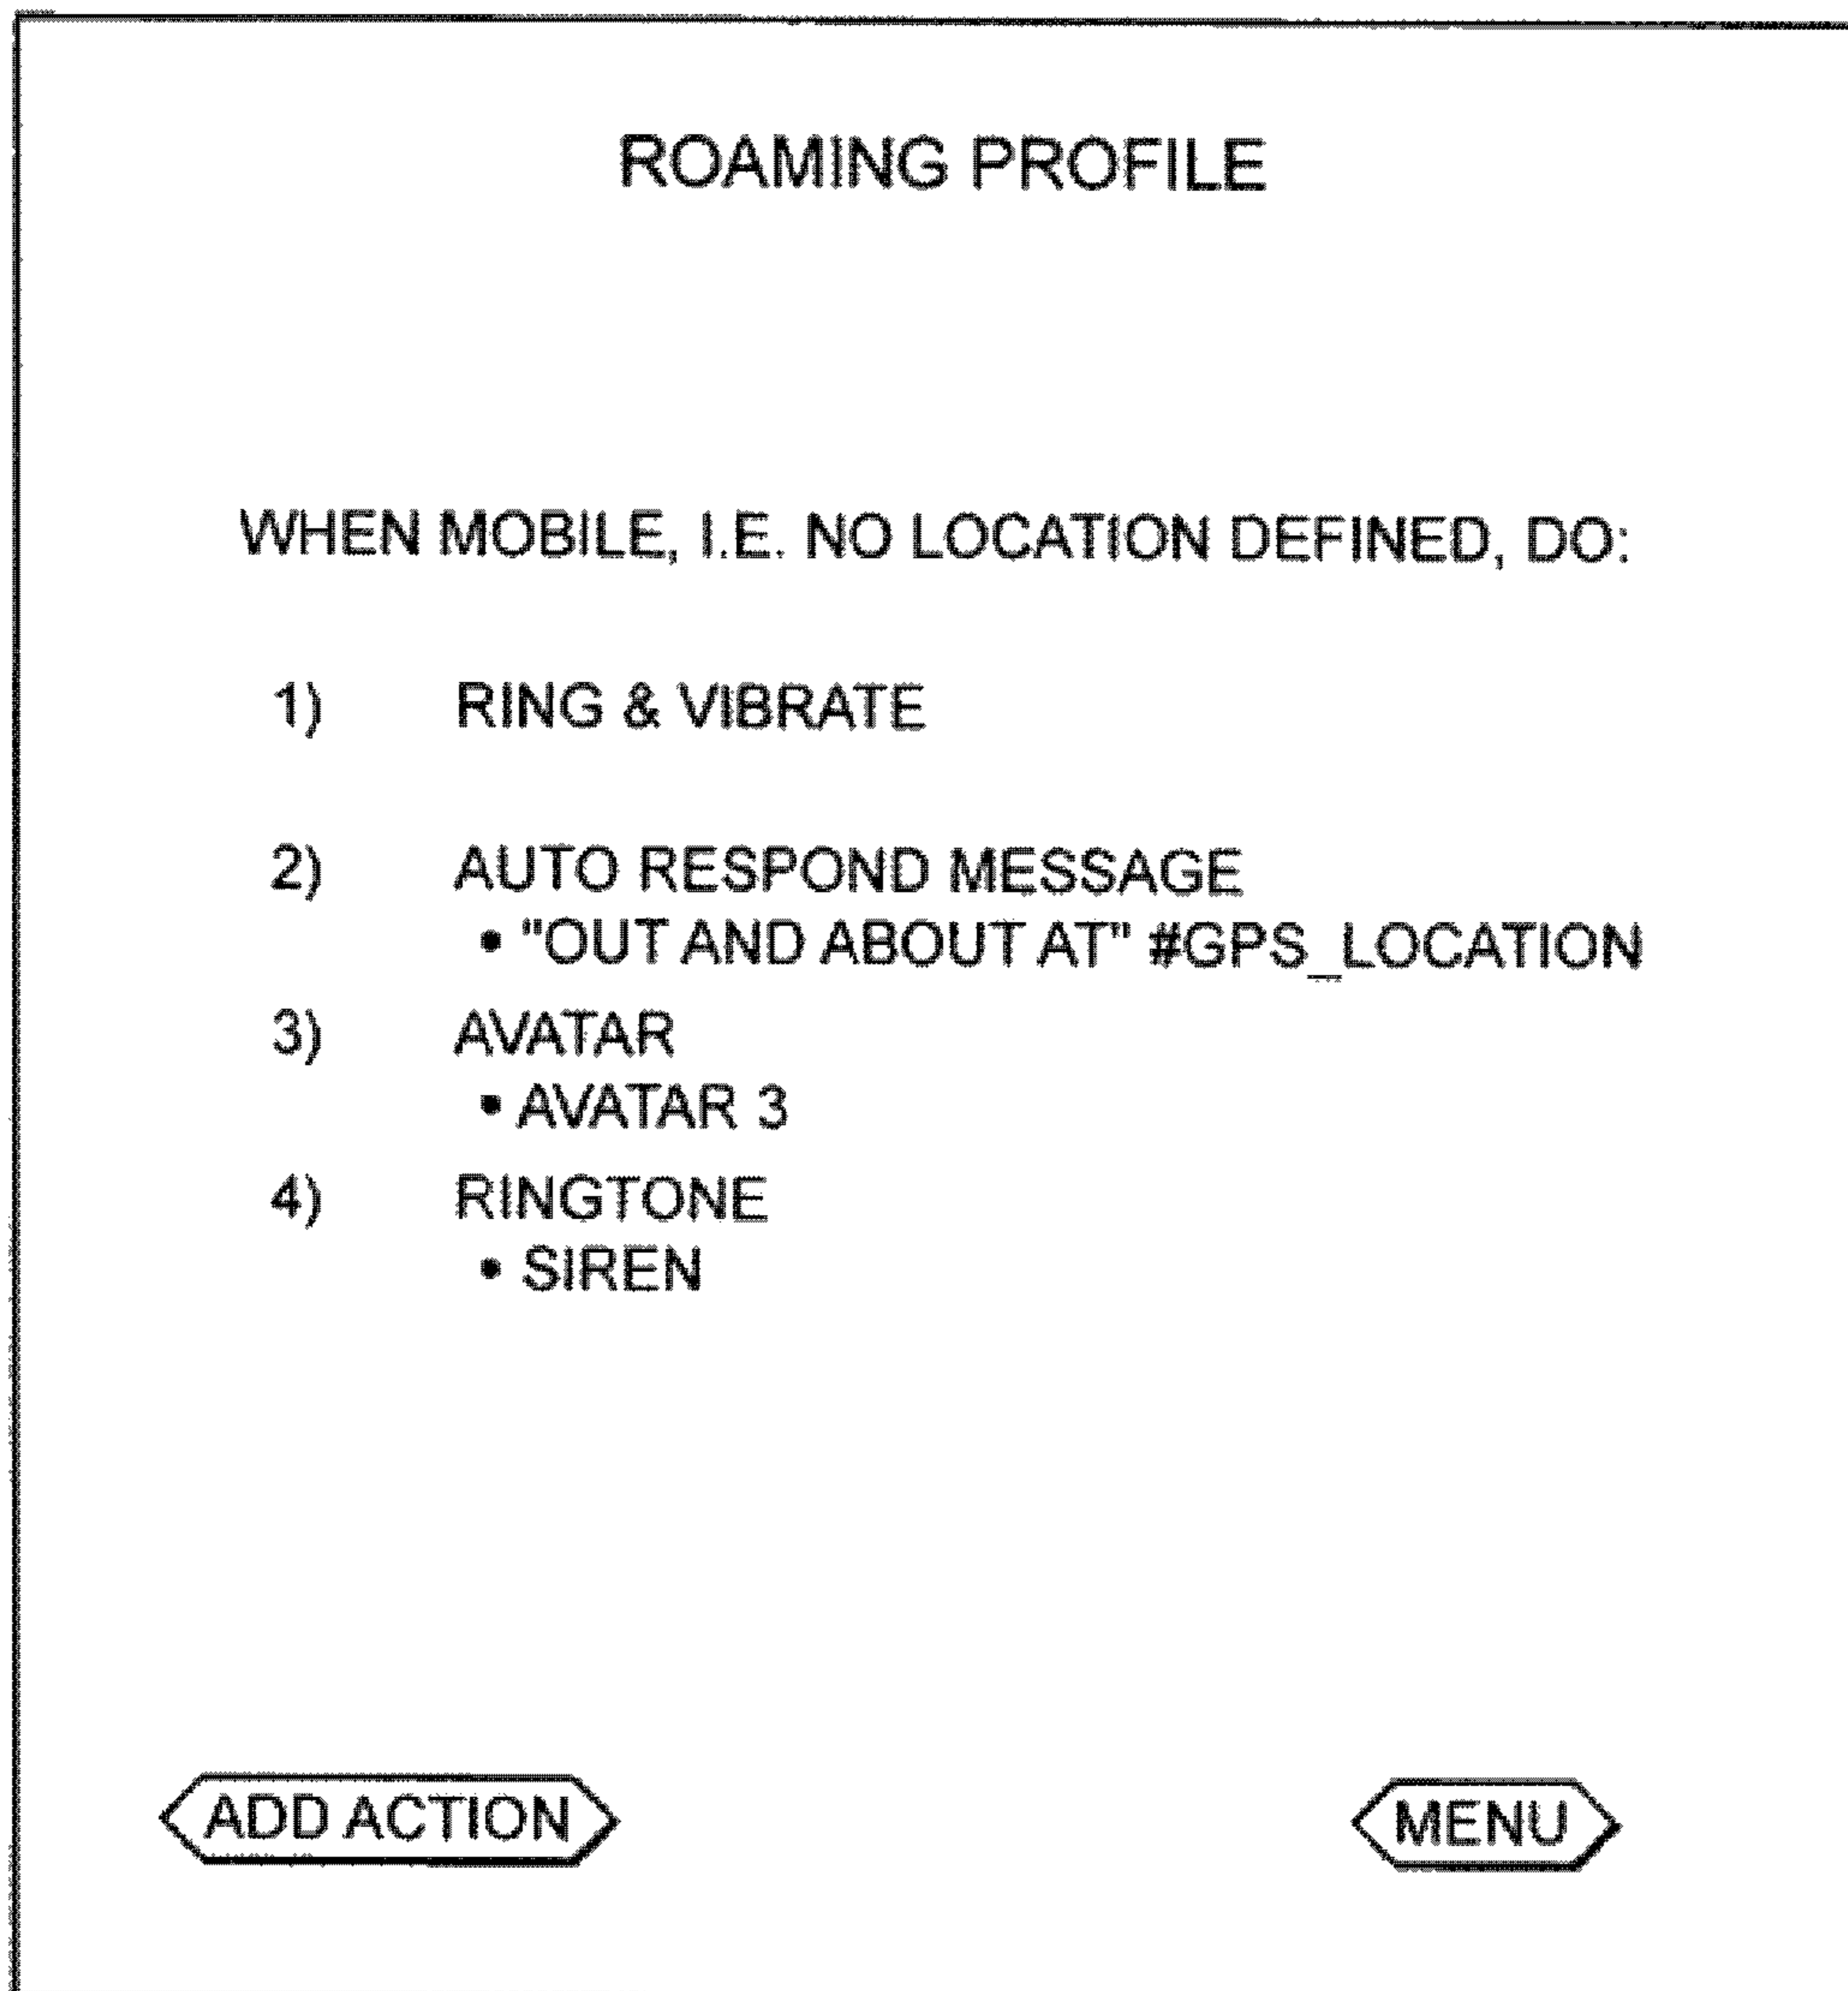 ROAMING PROFILE
WHEN MOBILE, I.E. NO LOCATION DEFINED, DO:
1) RING & VIBRATE
2) AUTO RESPOND MESSAGE
• "OUT AND ABOUT AT" #GPS_LOCATION
3) AVATAR
• AVATAR 3
4) RINGTONE
• SIREN
ADD ACTION MENU